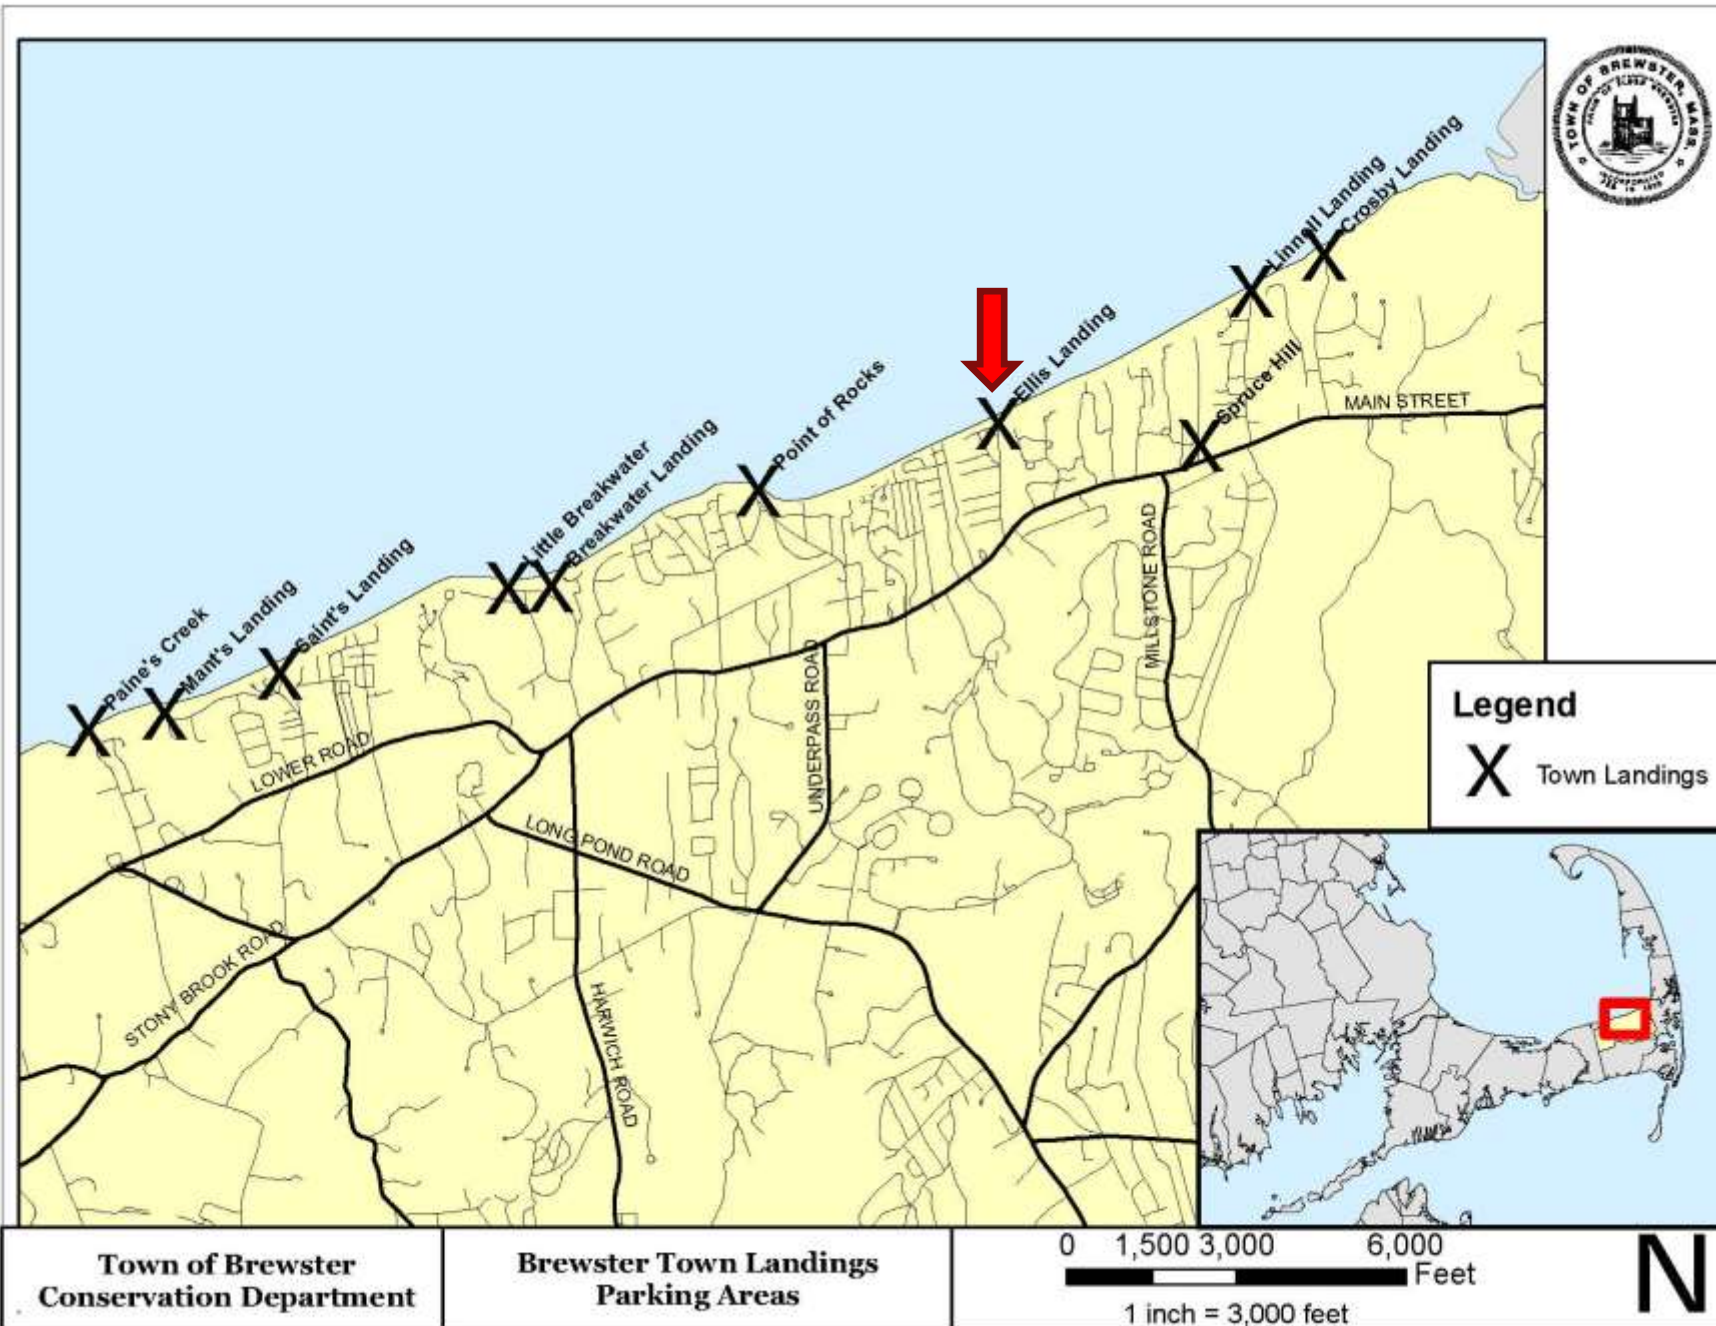 TOWN OF BREWSTER, MASS.
Crosby Landing
Linnell Landing
Ellis Landing
Spruce Hill
MAIN STREET
Point of Rocks
Breakwater Landing
Little Breakwater
MILLSTONE ROAD
Saint's Landing
Mant's Landing
Paine's Creek
UNDERPASS ROAD
LOWER ROAD
LONG POND ROAD
STONY BROOK ROAD
HARWICH ROAD
Legend
X Town Landings
Town of Brewster
Conservation Department
Brewster Town Landings
Parking Areas
0 1,500 3,000 6,000
Feet
1 inch = 3,000 feet
N